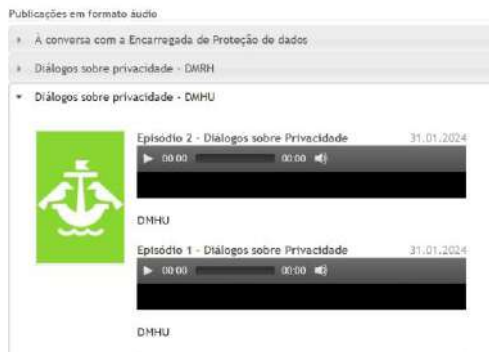 Publicações em formato áudio
À conversa com a Encarregada de Proteção de dados
Diálogos sobre privacidade - DMRH
Diálogos sobre privacidade - DMHU
Episódio 2 - Diálogos sobre Privacidade 31.01.2024
00:00 00:00
DMHU
Episódio 1 - Diálogos sobre Privacidade 31.01.2024
00:00 00:00
DMHU